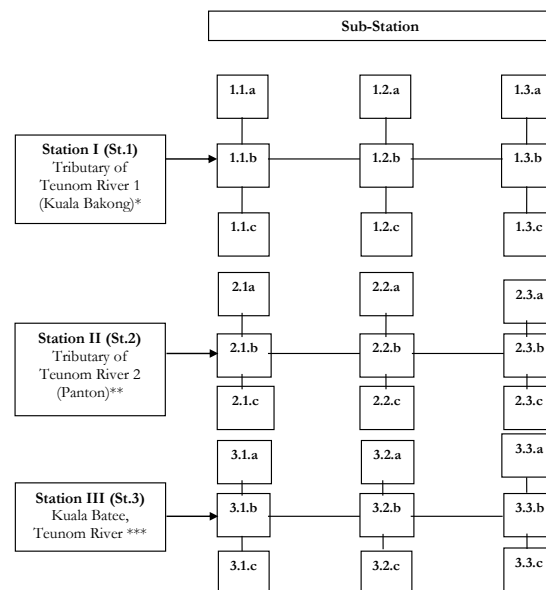 Sub-Station
1.1.a 1.2.a 1.3.a
Station I (St.1)
Tributary of
Teunom River 1
(Kuala Bakong)*
1.1.b 1.2.b 1.3.b
1.1.c 1.2.c 1.3.c
2.1a 2.2.a 2.3.a
Station II (St.2)
Tributary of
Teunom River 2
(Panton)**
2.1.b 2.2.b 2.3.b
2.1.c 2.2.c 2.3.c
3.1.a 3.2.a 3.3.a
Station III (St.3)
Kuala Batee,
Teunom River ***
3.1.b 3.2.b 3.3.b
3.1.c 3.2.c 3.3.c